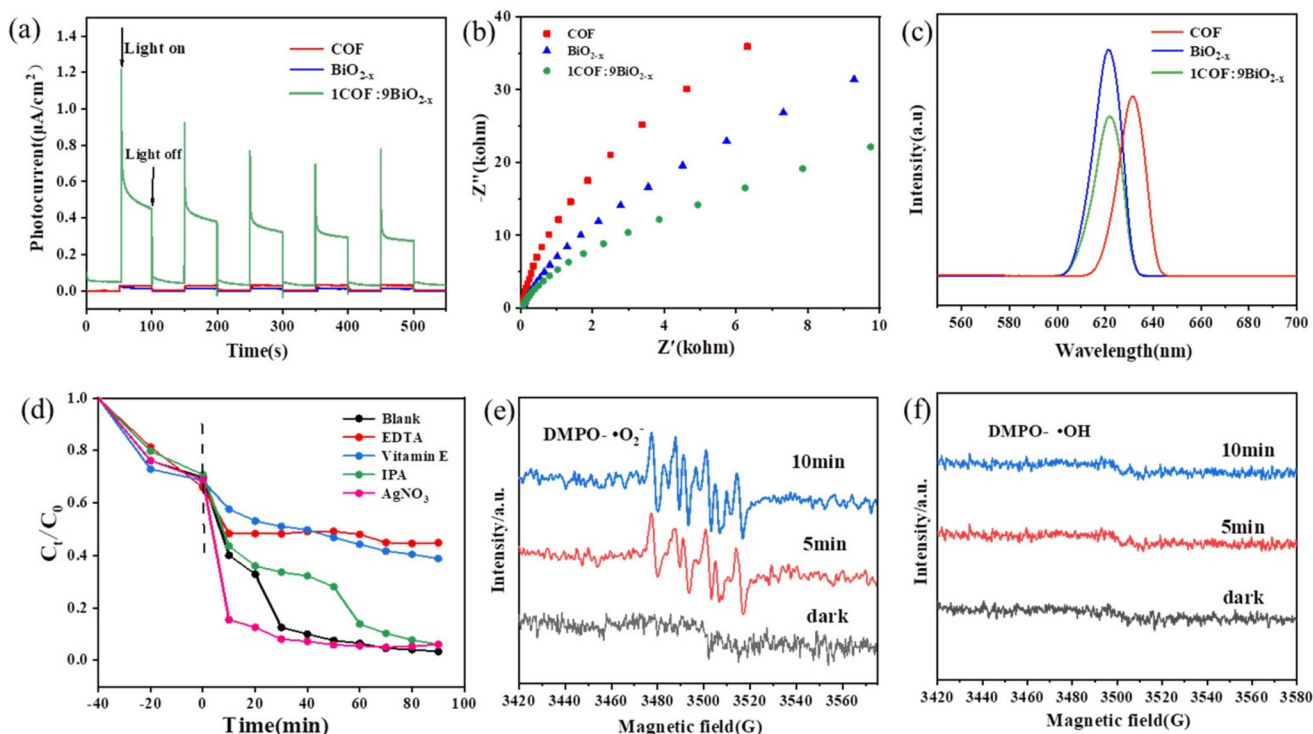 (a)
1.4
1.2
1.0
0.8
0.6
0.4
0.2
0.0
Photocurrent(μA/cm²)
Light on
Light off
COF
BiO₂₋ₓ
1COF:9BiO₂₋ₓ
0 100 200 300 400 500
Time(s)
(b)
40
30
20
10
0
-Z''(kohm)
COF
BiO₂₋ₓ
1COF:9BiO₂₋ₓ
0 2 4 6 8 10
Z'(kohm)
(c)
Intensity(a.u)
COF
BiO₂₋ₓ
1COF:9BiO₂₋ₓ
560 580 600 620 640 660 680 700
Wavelength(nm)
(d)
1.0
0.8
0.6
0.4
0.2
0.0
Cₜ/C₀
Blank
EDTA
Vitamin E
IPA
AgNO₃
-40 -20 0 20 40 60 80 100
Time(min)
(e)
DMPO- •O₂⁻
10min
5min
dark
Intensity/a.u.
3420 3440 3460 3480 3500 3520 3540 3560
Magnetic field(G)
(f)
DMPO- •OH
10min
5min
dark
Intensity/a.u.
3420 3440 3460 3480 3500 3520 3540 3560 3580
Magnetic field(G)